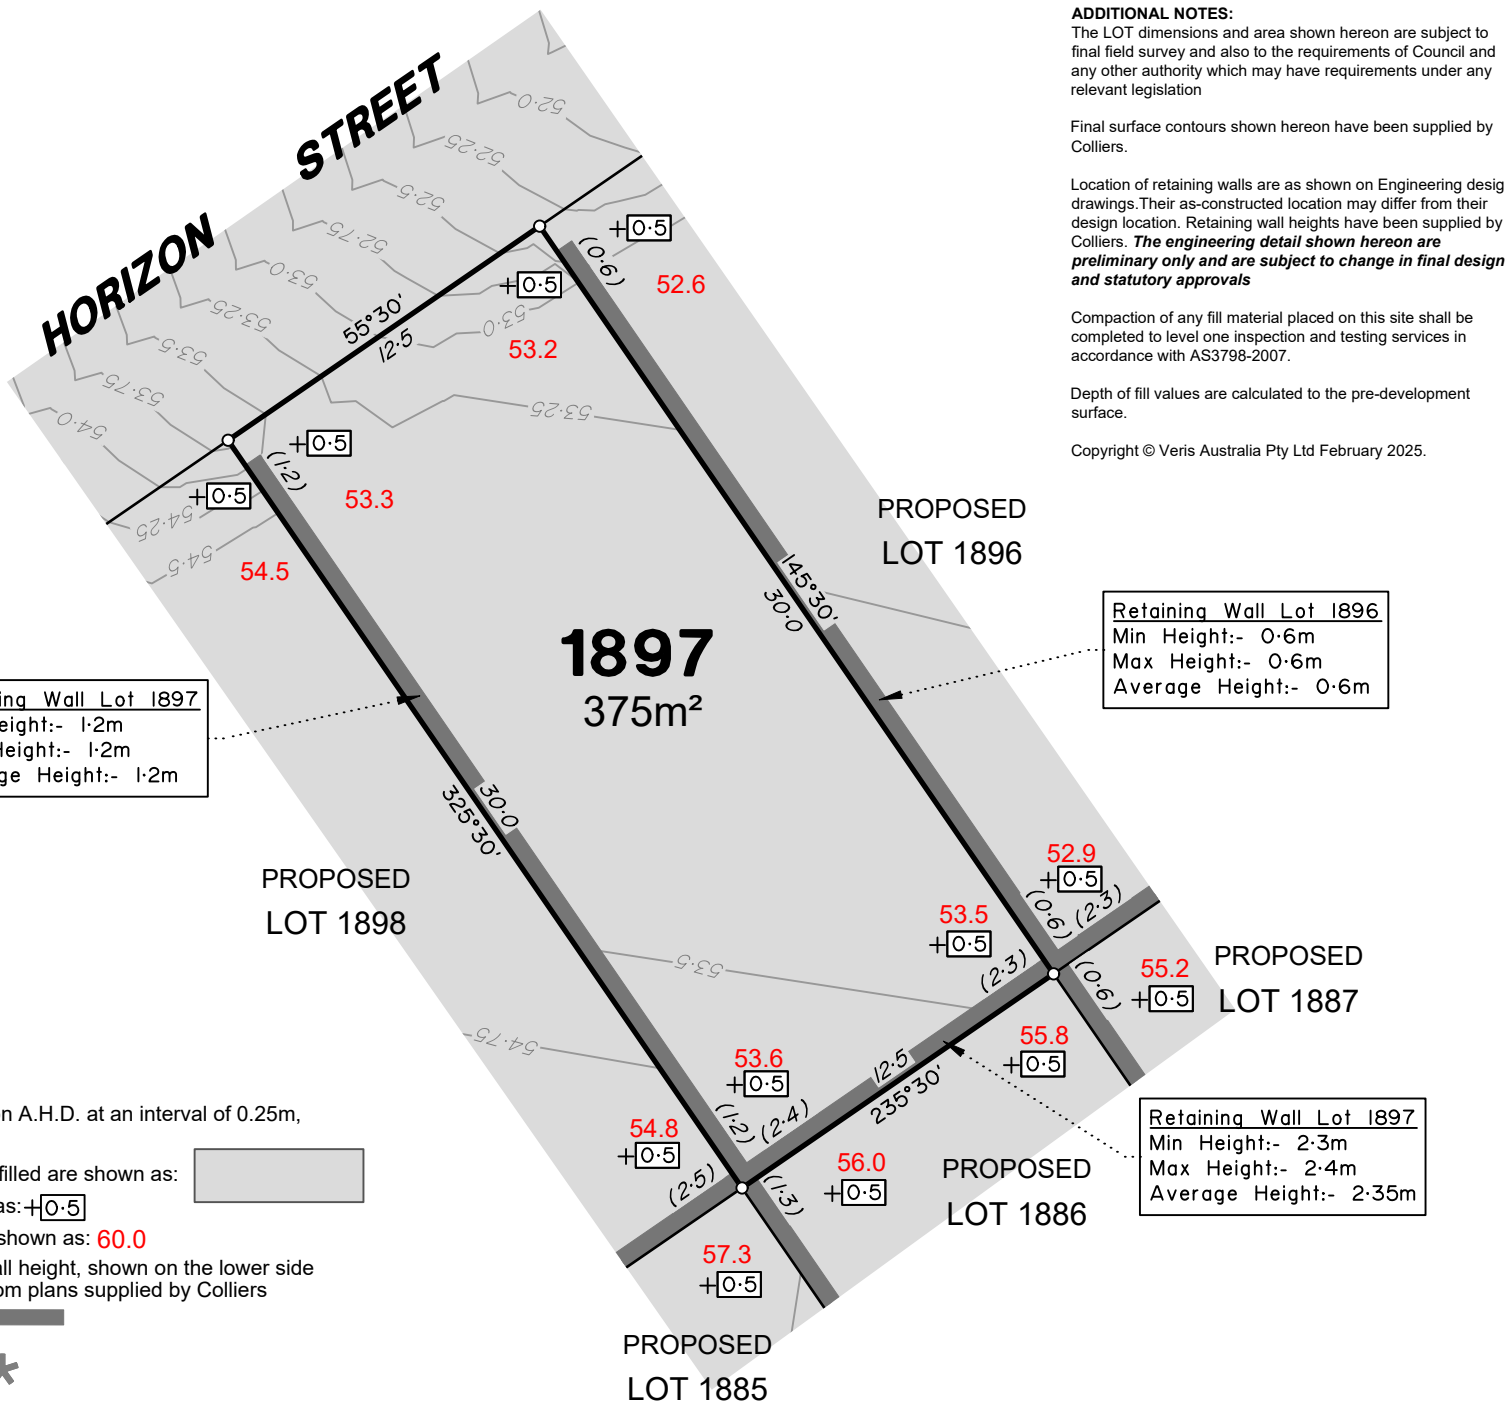 ADDITIONAL NOTES:
The LOT dimensions and area shown hereon are subject to
final field survey and also to the requirements of Council and
any other authority which may have requirements under any
relevant legislation
Final surface contours shown hereon have been supplied by
Colliers.
Location of retaining walls are as shown on Engineering desig
drawings.Their as-constructed location may differ from their
design location. Retaining wall heights have been supplied by
Colliers. The engineering detail shown hereon are
preliminary only and are subject to change in final design
and statutory approvals
Compaction of any fill material placed on this site shall be
completed to level one inspection and testing services in
accordance with AS3798-2007.
Depth of fill values are calculated to the pre-development
surface.
Copyright © Veris Australia Pty Ltd February 2025.
HORIZON STREET
52·0
52·25
52·5
52·75
53·0
53·25
53·5
53·75
54·0
54·25
54·5
+0·5
(0·6)
52.6
+0·5
53·0
53.2
55°30'
12·5
53·25
+0·5
(1·2)
53.3
+0·5
54.5
PROPOSED
LOT 1896
145°30'
30·0
1897
375m²
Retaining Wall Lot 1896
Min Height:- 0·6m
Max Height:- 0·6m
Average Height:- 0·6m
ing Wall Lot 1897
eight:- 1·2m
Height:- 1·2m
ge Height:- 1·2m
30·0
325°30'
PROPOSED
LOT 1898
52.9
+0·5
(0·6)
(2·3)
53.5
+0·5
(2·3)
PROPOSED
LOT 1887
55.2
+0·5
(0·6)
53·5
54·75
55.8
+0·5
12·5
235°30'
53.6
+0·5
(1·2)
(2·4)
54.8
+0·5
(2·5)
(1·3)
56.0
+0·5
PROPOSED
LOT 1886
Retaining Wall Lot 1897
Min Height:- 2·3m
Max Height:- 2·4m
Average Height:- 2·35m
57.3
+0·5
PROPOSED
LOT 1885
on A.H.D. at an interval of 0.25m,
filled are shown as:
as:+0·5
shown as: 60.0
all height, shown on the lower side
om plans supplied by Colliers